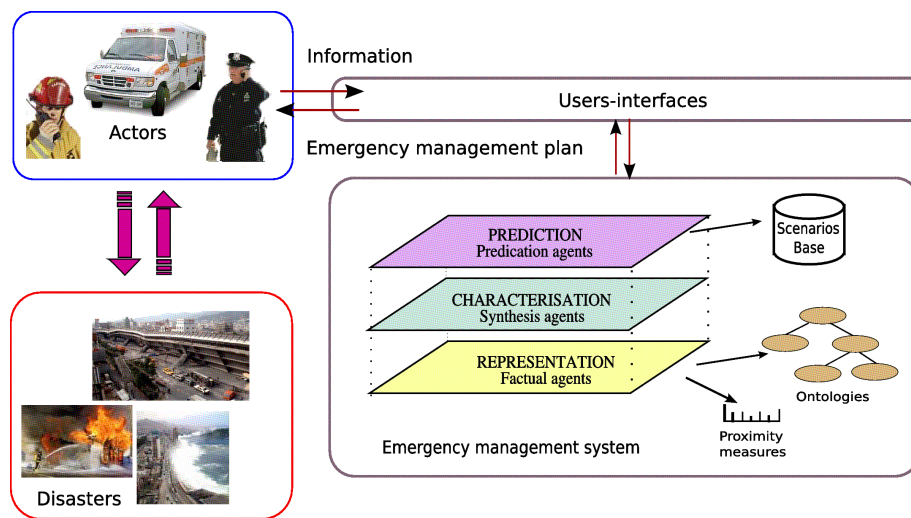 Information
Users-interfaces
Actors
Emergency management plan
PREDICTION
Predication agents
Scenarios
Base
CHARACTERISATION
Synthesis agents
REPRESENTATION
Factual agents
Ontologies
Proximity
measures
Emergency management system
Disasters